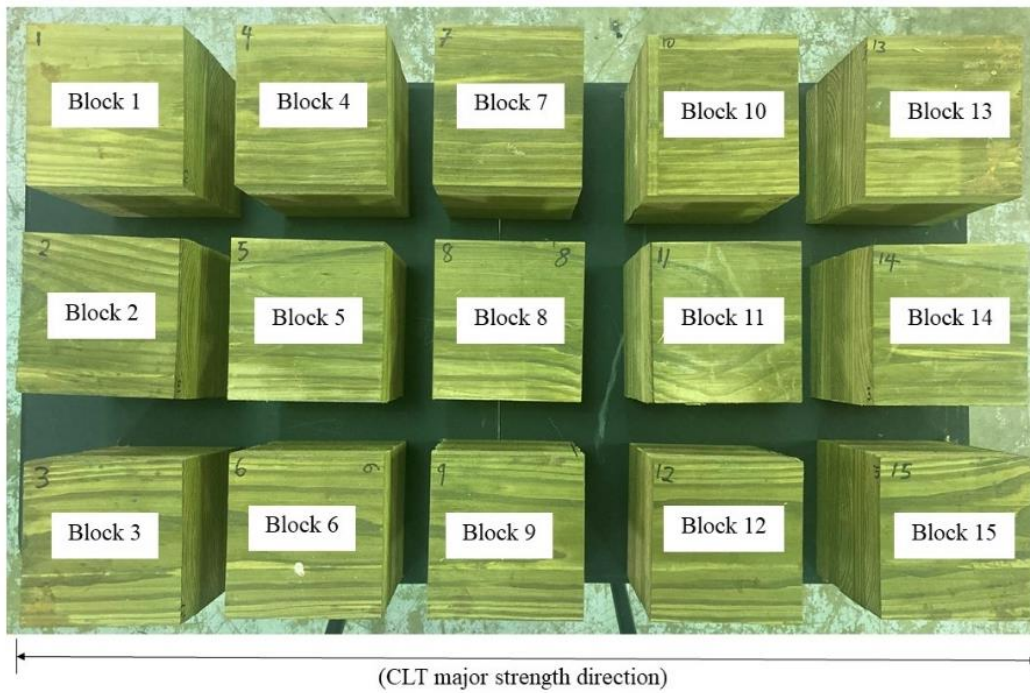 1 4 7 10 13
Block 1 Block 4 Block 7 Block 10 Block 13
2 5 8 8 11 14
Block 2 Block 5 Block 8 Block 11 Block 14
3 6 9 12 15
Block 3 Block 6 Block 9 Block 12 Block 15
(CLT major strength direction)